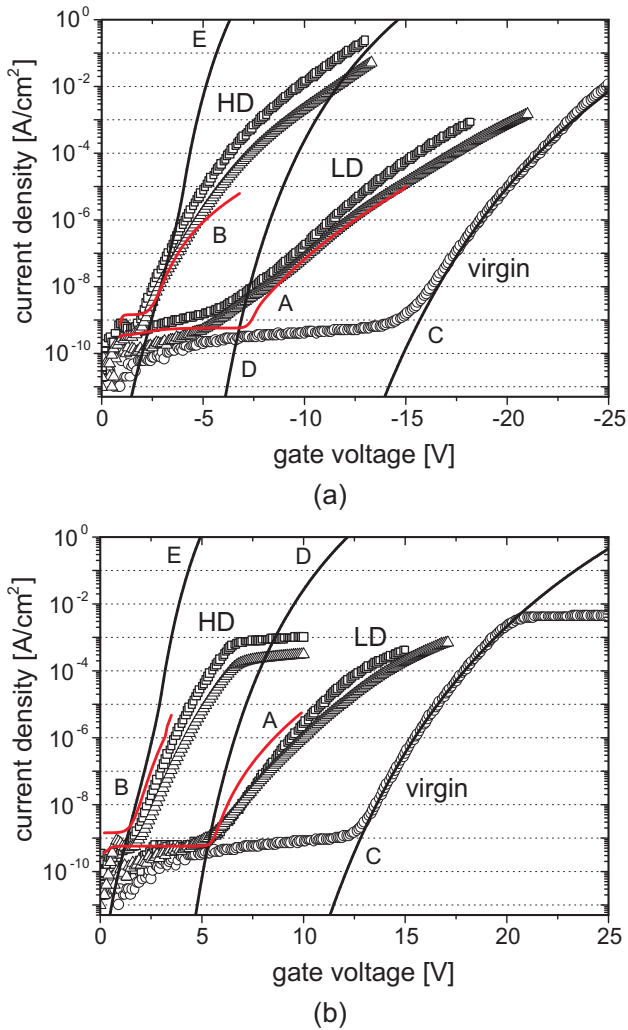 10^0
10^-2
10^-4
10^-6
10^-8
10^-10
current density [A/cm^2]
E
HD
LD
B
A
D
virgin
C
0
-5
-10
-15
-20
-25
gate voltage [V]
(a)
10^0
10^-2
10^-4
10^-6
10^-8
10^-10
current density [A/cm^2]
E
D
HD
LD
A
B
virgin
C
0
5
10
15
20
25
gate voltage [V]
(b)